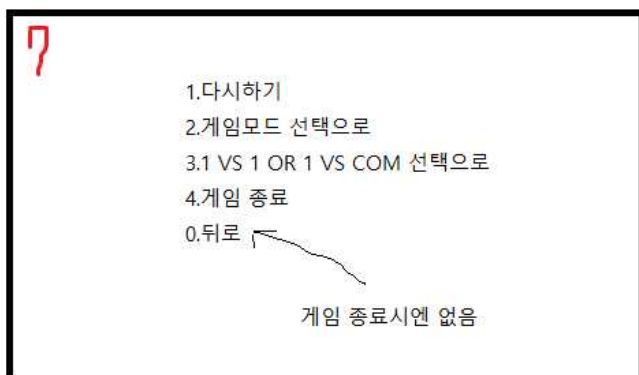 7
1.다시하기
2.게임모드 선택으로
3.1 VS 1 OR 1 VS COM 선택으로
4.게임 종료
0.뒤로
게임 종료시엔 없음